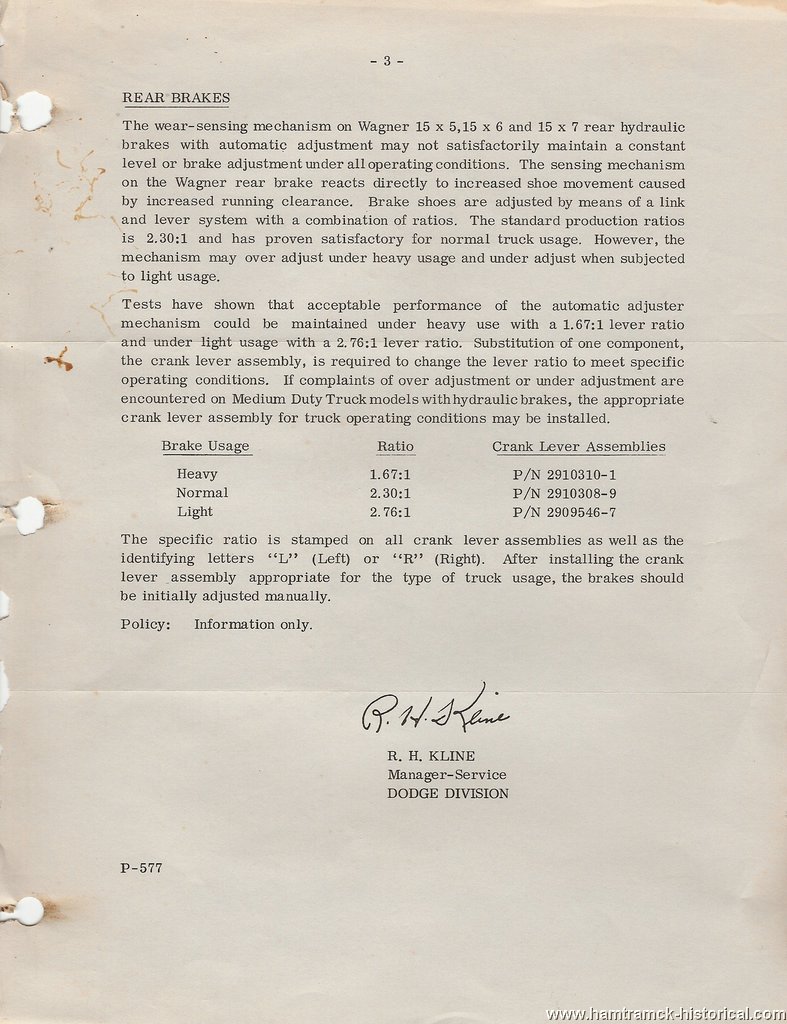 - 3 -
REAR BRAKES
The wear-sensing mechanism on Wagner 15 x 5,15 x 6 and 15 x 7 rear hydraulic
brakes with automatic adjustment may not satisfactorily maintain a constant
level or brake adjustment under all operating conditions. The sensing mechanism
on the Wagner rear brake reacts directly to increased shoe movement caused
by increased running clearance. Brake shoes are adjusted by means of a link
and lever system with a combination of ratios. The standard production ratios
is 2.30:1 and has proven satisfactory for normal truck usage. However, the
mechanism may over adjust under heavy usage and under adjust when subjected
to light usage.
Tests have shown that acceptable performance of the automatic adjuster
mechanism could be maintained under heavy use with a 1.67:1 lever ratio
and under light usage with a 2.76:1 lever ratio. Substitution of one component,
the crank lever assembly, is required to change the lever ratio to meet specific
operating conditions. If complaints of over adjustment or under adjustment are
encountered on Medium Duty Truck models with hydraulic brakes, the appropriate
crank lever assembly for truck operating conditions may be installed.
Brake Usage Ratio Crank Lever Assemblies
Heavy 1.67:1 P/N 2910310-1
Normal 2.30:1 P/N 2910308-9
Light 2.76:1 P/N 2909546-7
The specific ratio is stamped on all crank lever assemblies as well as the
identifying letters “L” (Left) or “R” (Right). After installing the crank
lever assembly appropriate for the type of truck usage, the brakes should
be initially adjusted manually.
Policy: Information only.
R. H. Kline
R. H. KLINE
Manager-Service
DODGE DIVISION
P-577
www.hamtramck-historical.com